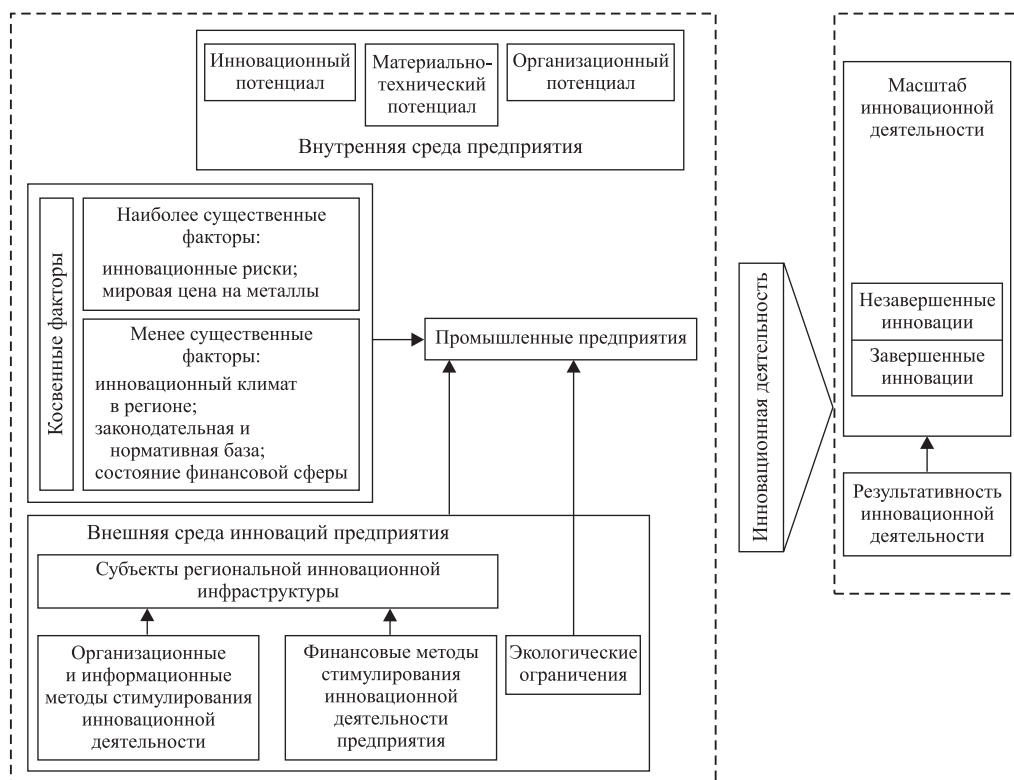 Инновационный
потенциал
Материально-
технический
потенциал
Организационный
потенциал
Внутренняя среда предприятия
Косвенные факторы
Наиболее существенные
факторы:
инновационные риски;
мировая цена на металлы
Менее существенные
факторы:
инновационный климат
в регионе;
законодательная и
нормативная база;
состояние финансовой сферы
Промышленные предприятия
Внешняя среда инноваций предприятия
Субъекты региональной инновационной
инфраструктуры
Организационные
и информационные
методы стимулирования
инновационной
деятельности
Финансовые методы
стимулирования
инновационной
деятельности
предприятия
Экологические
ограничения
Инновационная деятельность
Масштаб
инновационной
деятельности
Незавершенные
инновации
Завершенные
инновации
Результативность
инновационной
деятельности